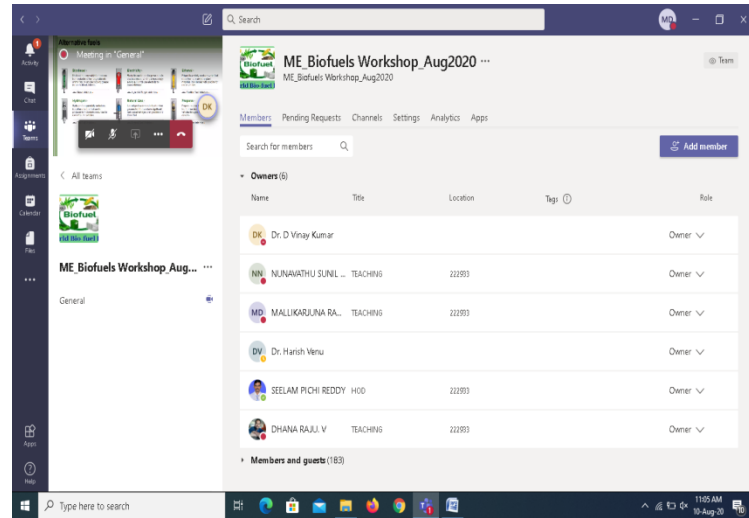 Search
MD
Activity
Chat
Teams
Assignments
Calendar
Files
Apps
Help
Alternative fuels
Meeting in "General"
DK
All teams
Biofuel
ME_Biofuels Workshop_Aug... ...
General
Biofuel
ME_Biofuels Workshop_Aug2020 ...
ME_Biofuels Workshop_Aug2020
Team
Members Pending Requests Channels Settings Analytics Apps
Search for members
Add member
Owners (6)
Name Title Location Tags Role
DK Dr. D Vinay Kumar Owner
NN NUNAVATHU SUNIL ... TEACHING 222933 Owner
MD MALLIKARJUNA RA... TEACHING 222933 Owner
DV Dr. Harish Venu Owner
SEELAM PICHI REDDY HOD 222933 Owner
DHANA RAJU. V TEACHING 222933 Owner
Members and guests (183)
Type here to search
11:05 AM
10-Aug-20